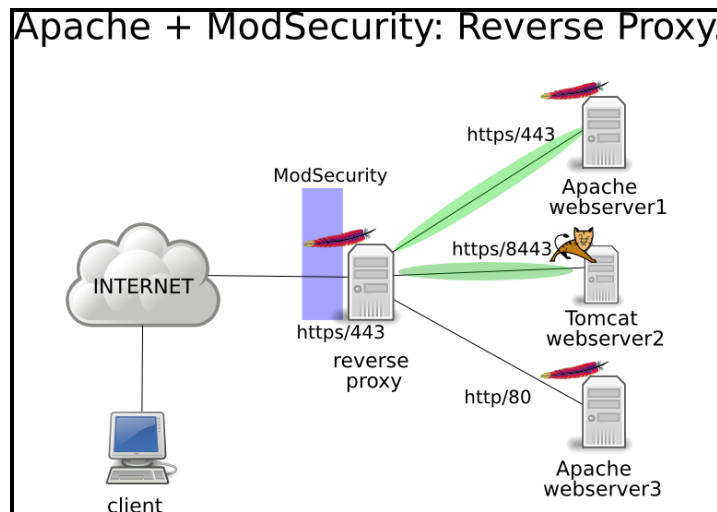 Apache + ModSecurity: Reverse Proxy.
https/443
ModSecurity
Apache
webserver1
https/8443
INTERNET
https/443
Tomcat
webserver2
reverse
proxy
http/80
Apache
webserver3
client